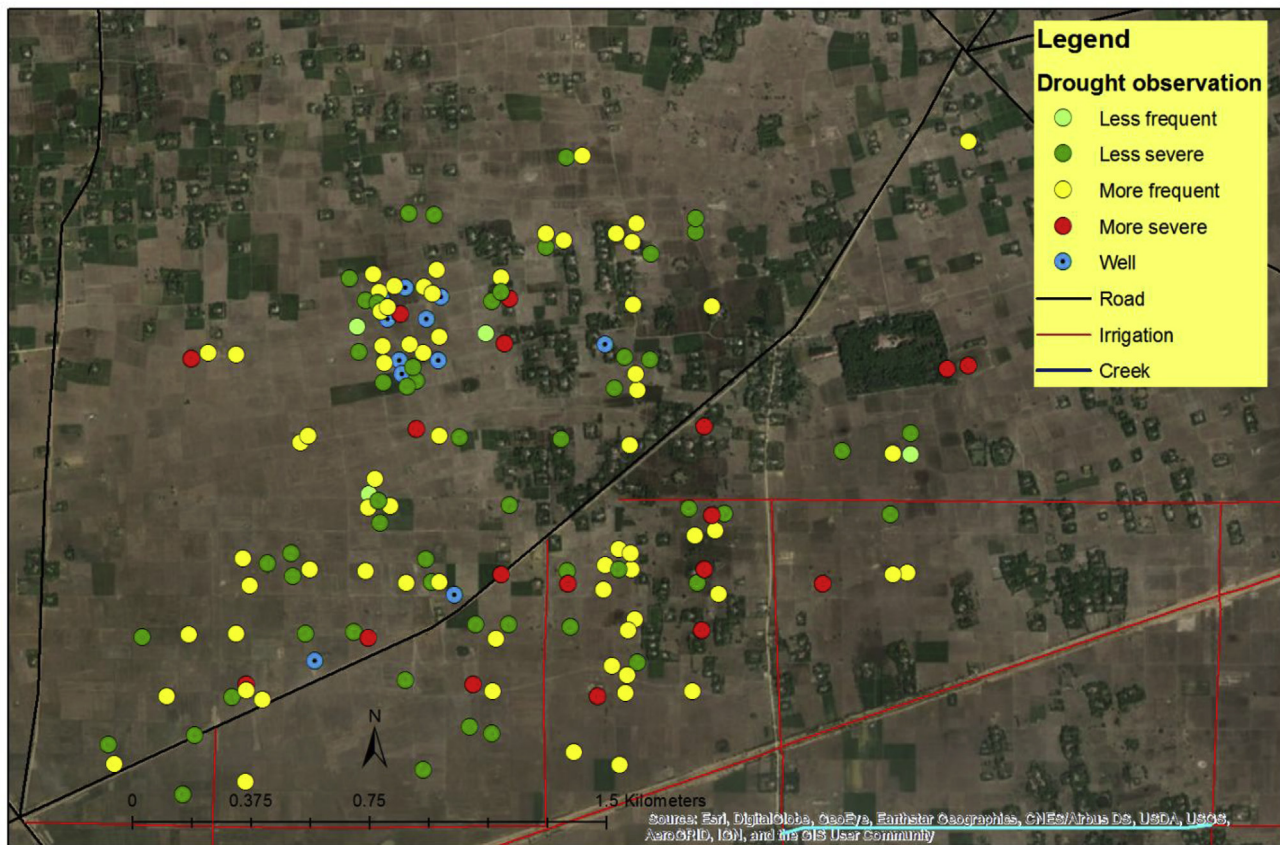 Legend
Drought observation
Less frequent
Less severe
More frequent
More severe
Well
Road
Irrigation
Creek
N
0 0.375 0.75 1.5 Kilometers
Source: Esri, DigitalGlobe, GeoEye, Earthstar Geographics, CNES/Airbus DS, USDA, USGS,
AeroGRID, IGN, and the GIS User Community